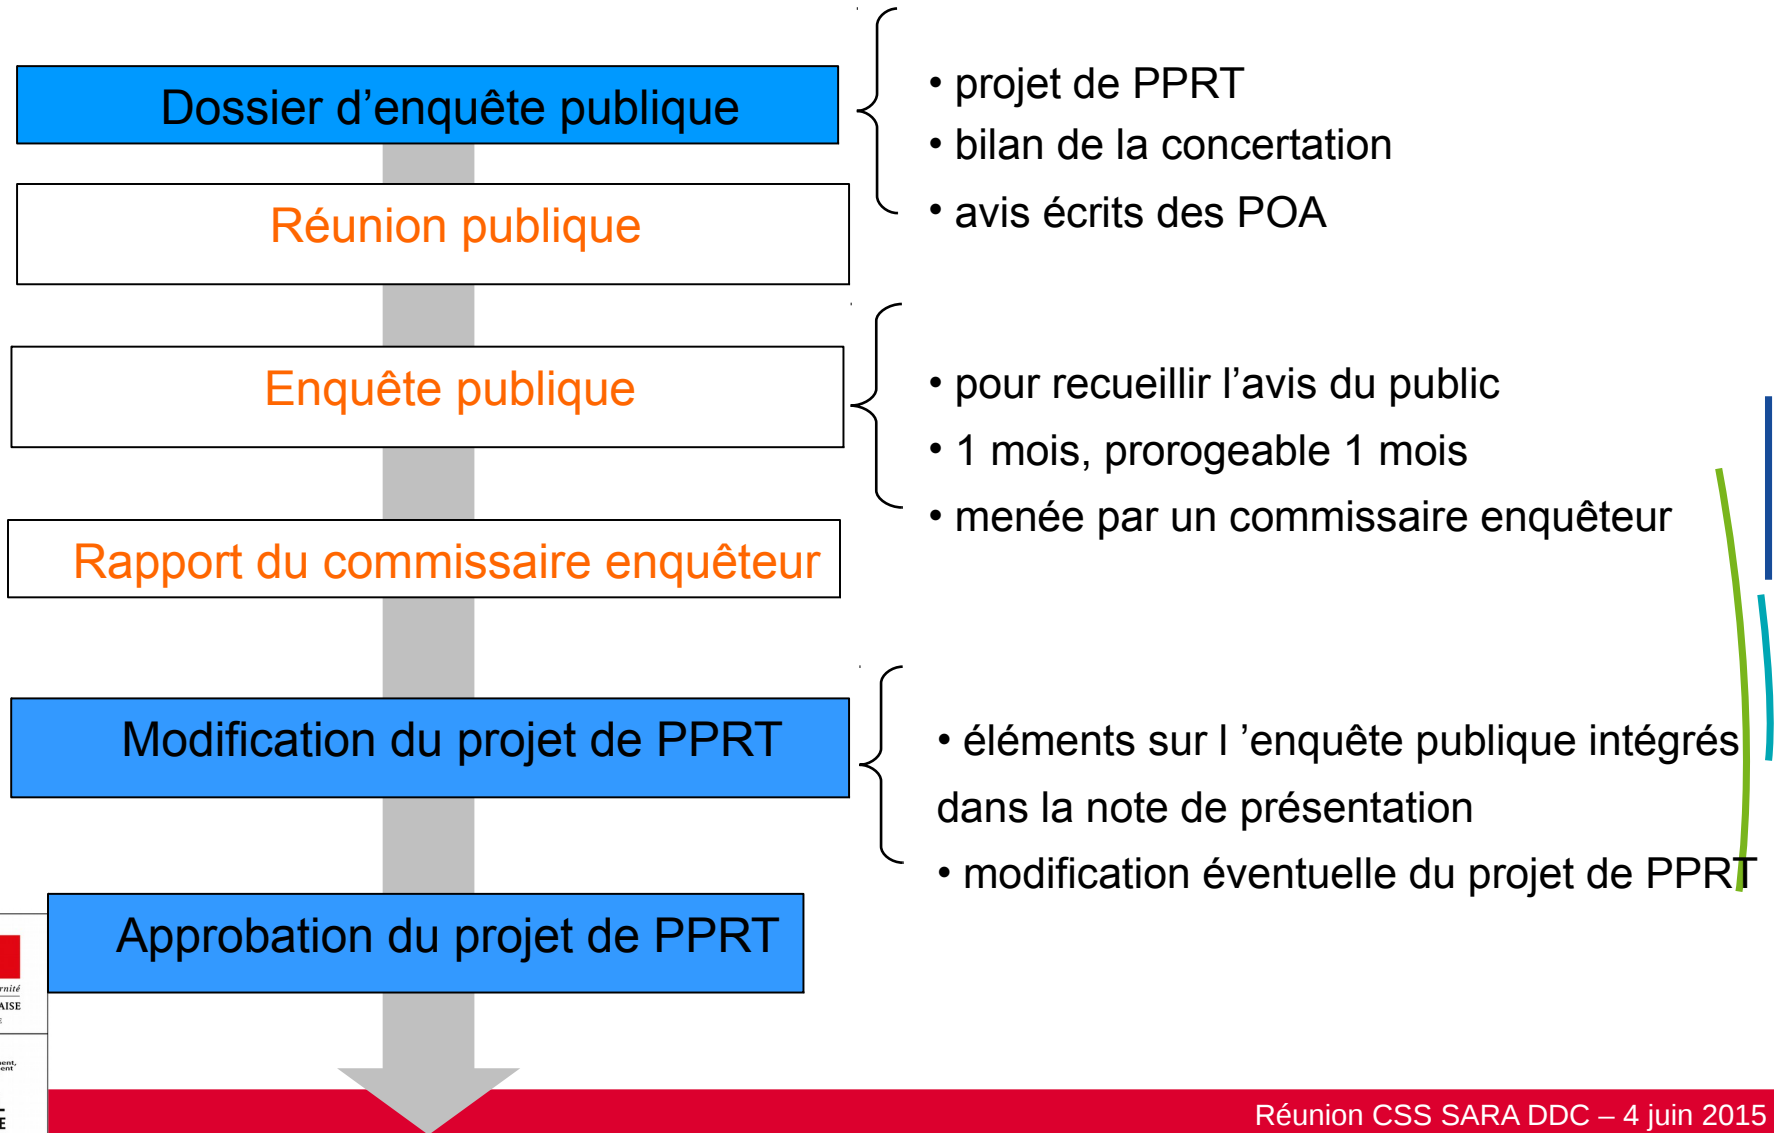 Dossier d’enquête publique
• projet de PPRT
• bilan de la concertation
• avis écrits des POA
Réunion publique
Enquête publique
• pour recueillir l’avis du public
• 1 mois, prorogeable 1 mois
• menée par un commissaire enquêteur
Rapport du commissaire enquêteur
Modification du projet de PPRT
• éléments sur l ’enquête publique intégrés
dans la note de présentation
• modification éventuelle du projet de PPRT
Approbation du projet de PPRT
Réunion CSS SARA DDC – 4 juin 2015